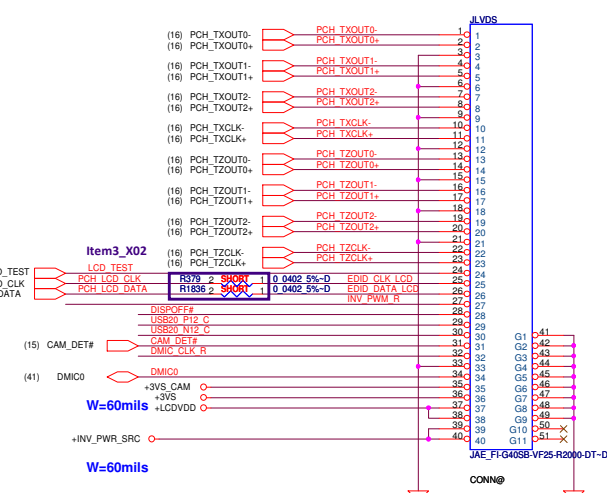 JLVDS
(16) PCH_TXOUT0- PCH_TXOUT0- 1 1
(16) PCH_TXOUT0+ PCH_TXOUT0+ 2 2
3 3
(16) PCH_TXOUT1- PCH_TXOUT1- 4 4
(16) PCH_TXOUT1+ PCH_TXOUT1+ 5 5
6 6
(16) PCH_TXOUT2- PCH_TXOUT2- 7 7
(16) PCH_TXOUT2+ PCH_TXOUT2+ 8 8
9 9
(16) PCH_TXCLK- PCH_TXCLK- 10 10
(16) PCH_TXCLK+ PCH_TXCLK+ 11 11
12 12
(16) PCH_TZOUT0- PCH_TZOUT0- 13 13
(16) PCH_TZOUT0+ PCH_TZOUT0+ 14 14
15 15
(16) PCH_TZOUT1- PCH_TZOUT1- 16 16
(16) PCH_TZOUT1+ PCH_TZOUT1+ 17 17
18 18
(16) PCH_TZOUT2- PCH_TZOUT2- 19 19
(16) PCH_TZOUT2+ PCH_TZOUT2+ 20 20
21 21
Item3_X02
(16) PCH_TZCLK- PCH_TZCLK- 22 22
(16) PCH_TZCLK+ PCH_TZCLK+ 23 23
D_TEST LCD_TEST 24 24
D_CLK PCH_LCD_CLK R379 2 SHORT 1 0_0402_5%~D EDID_CLK_LCD 25 25
DATA PCH_LCD_DATA R1836 2 SHORT 1 0_0402_5%~D EDID_DATA_LCD 26 26
INV_PWM_R 27 27
DISPOFF# 28 28
USB20_P12_C 29 29
USB20_N12_C 30 30 G1 41
(15) CAM_DET# CAM_DET# 31 31 G2 42
DMIC_CLK_R 32 32 G3 43
33 33 G4 44
(41) DMIC0 DMIC0 34 34 G5 45
+3VS_CAM 35 35 G6 46
+3VS 36 36 G7 47
W=60mils +LCDVDD 37 37 G8 48
38 38 G9 49
39 39 G10 50
+INV_PWR_SRC 40 40 G11 51
JAE_FI-G40SB-VF25-R2000-DT~D
W=60mils
CONN@